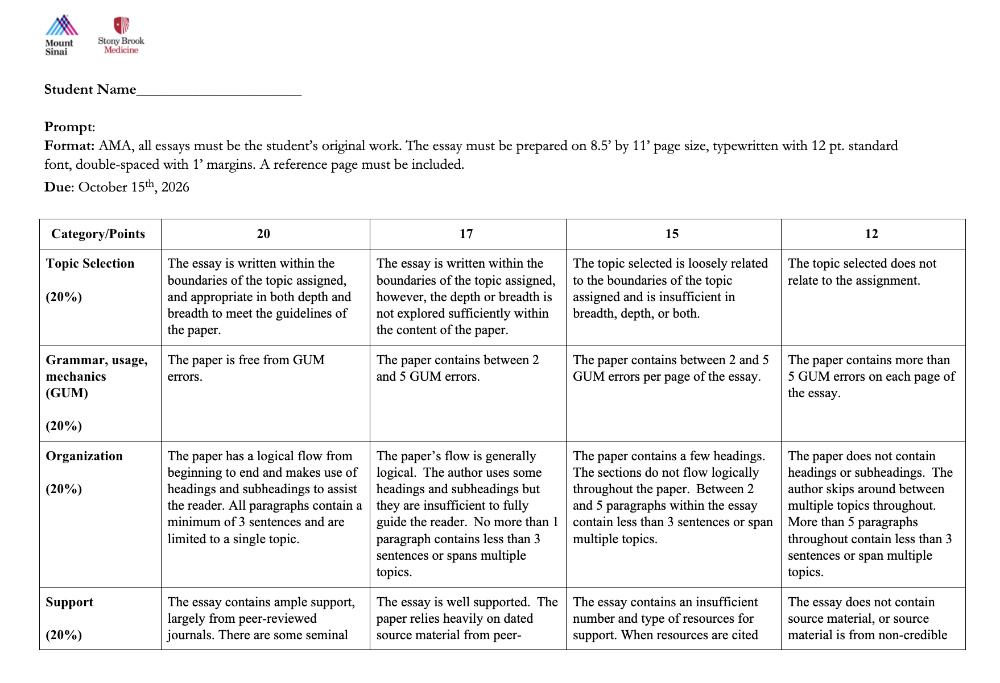 Mount
Sinai
Stony Brook
Medicine
Student Name______________________
Prompt:
Format: AMA, all essays must be the student’s original work. The essay must be prepared on 8.5’ by 11’ page size, typewritten with 12 pt. standard
font, double-spaced with 1’ margins. A reference page must be included.
Due: October 15th, 2026
Category/Points
20
17
15
12
Topic Selection
(20%)
The essay is written within the
boundaries of the topic assigned,
and appropriate in both depth and
breadth to meet the guidelines of
the paper.
The essay is written within the
boundaries of the topic assigned,
however, the depth or breadth is
not explored sufficiently within
the content of the paper.
The topic selected is loosely related
to the boundaries of the topic
assigned and is insufficient in
breadth, depth, or both.
The topic selected does not
relate to the assignment.
Grammar, usage,
mechanics
(GUM)
(20%)
The paper is free from GUM
errors.
The paper contains between 2
and 5 GUM errors.
The paper contains between 2 and 5
GUM errors per page of the essay.
The paper contains more than
5 GUM errors on each page of
the essay.
Organization
(20%)
The paper has a logical flow from
beginning to end and makes use of
headings and subheadings to assist
the reader. All paragraphs contain a
minimum of 3 sentences and are
limited to a single topic.
The paper’s flow is generally
logical.  The author uses some
headings and subheadings but
they are insufficient to fully
guide the reader.  No more than 1
paragraph contains less than 3
sentences or spans multiple
topics.
The paper contains a few headings.
The sections do not flow logically
throughout the paper.  Between 2
and 5 paragraphs within the essay
contain less than 3 sentences or span
multiple topics.
The paper does not contain
headings or subheadings.  The
author skips around between
multiple topics throughout.
More than 5 paragraphs
throughout contain less than 3
sentences or span multiple
topics.
Support
(20%)
The essay contains ample support,
largely from peer-reviewed
journals. There are some seminal
The essay is well supported.  The
paper relies heavily on dated
source material from peer-
The essay contains an insufficient
number and type of resources for
support. When resources are cited
The essay does not contain
source material, or source
material is from non-credible